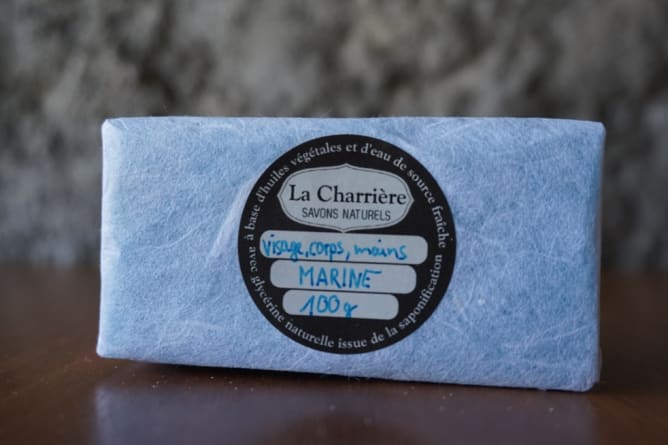 à base d'huiles végétales et d'eau de source fraîche
La Charrière
SAVONS NATURELS
visage, corps, mains
MARINE
100g
avec glycérine naturelle issue de la saponification